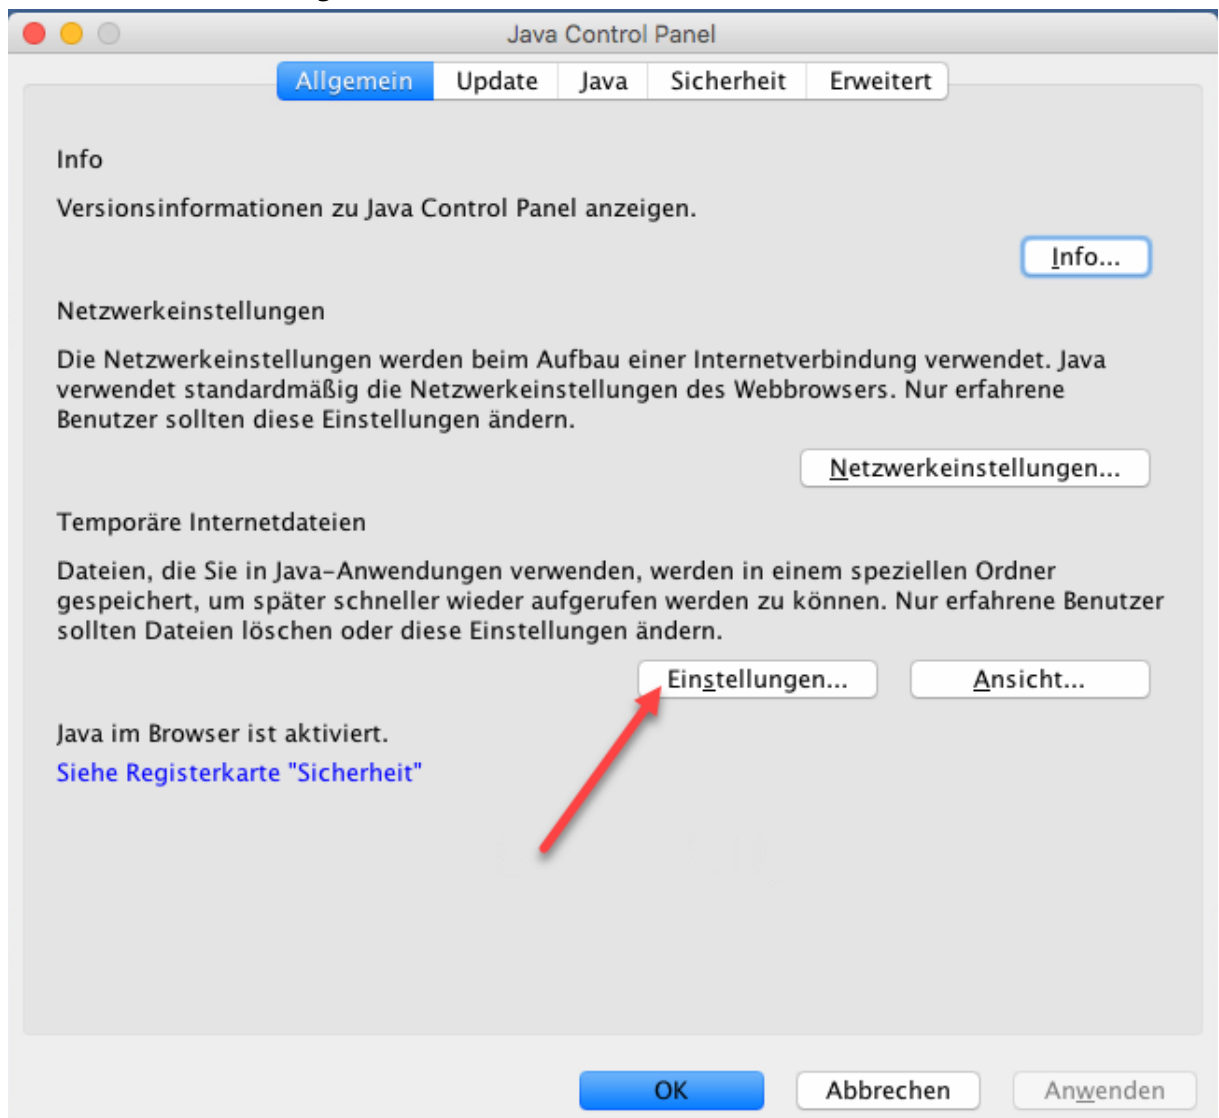 Java Control Panel
Allgemein Update Java Sicherheit Erweitert
Info
Versionsinformationen zu Java Control Panel anzeigen.
Info...
Netzwerkeinstellungen
Die Netzwerkeinstellungen werden beim Aufbau einer Internetverbindung verwendet. Java
verwendet standardmäßig die Netzwerkeinstellungen des Webbrowsers. Nur erfahrene
Benutzer sollten diese Einstellungen ändern.
Netzwerkeinstellungen...
Temporäre Internetdateien
Dateien, die Sie in Java-Anwendungen verwenden, werden in einem speziellen Ordner
gespeichert, um später schneller wieder aufgerufen werden zu können. Nur erfahrene Benutzer
sollten Dateien löschen oder diese Einstellungen ändern.
Einstellungen... Ansicht...
Java im Browser ist aktiviert.
Siehe Registerkarte "Sicherheit"
OK Abbrechen Anwenden